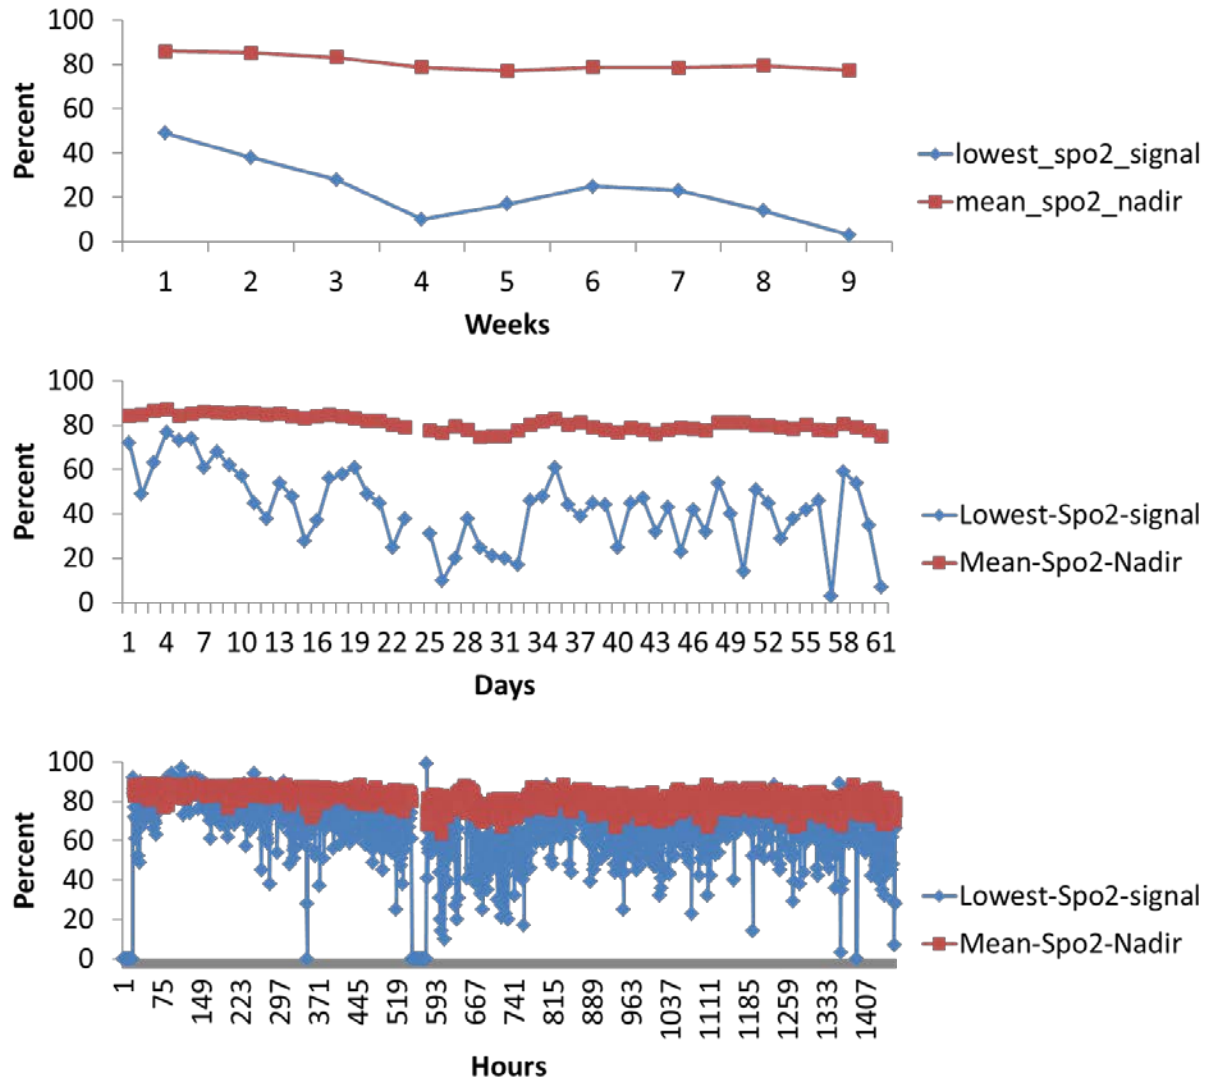 100
80
60
40
20
0
Percent
1 2 3 4 5 6 7 8 9
Weeks
lowest_spo2_signal
mean_spo2_nadir
100
80
60
40
20
0
Percent
1 4 7 10 13 16 19 22 25 28 31 34 37 40 43 46 49 52 55 58 61
Days
Lowest-Spo2-signal
Mean-Spo2-Nadir
100
80
60
40
20
0
Percent
1 75 149 223 297 371 445 519 593 667 741 815 889 963 1037 1111 1185 1259 1333 1407
Hours
Lowest-Spo2-signal
Mean-Spo2-Nadir